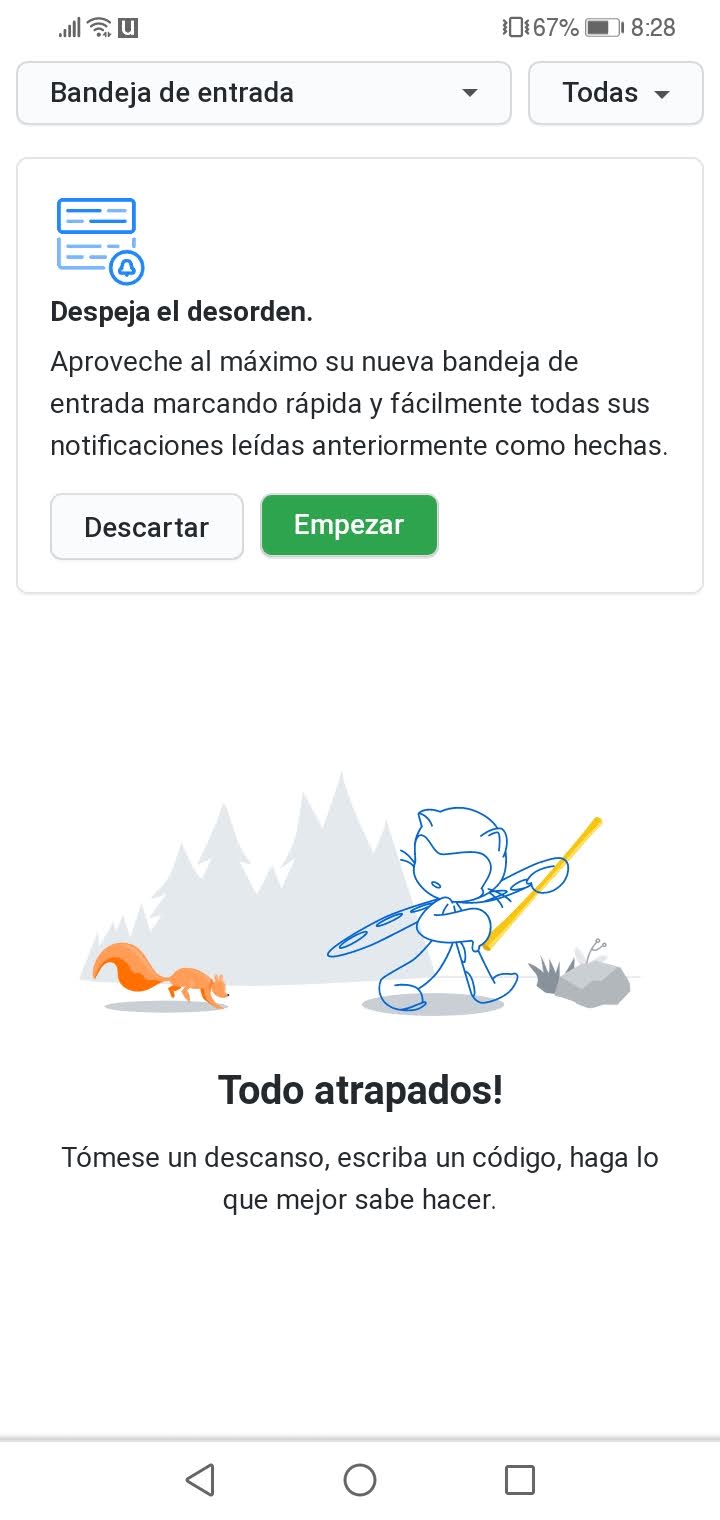 67% 8:28
Bandeja de entrada
Todas
Despeja el desorden.
Aproveche al máximo su nueva bandeja de
entrada marcando rápida y fácilmente todas sus
notificaciones leídas anteriormente como hechas.
Descartar
Empezar
Todo atrapados!
Tómese un descanso, escriba un código, haga lo
que mejor sabe hacer.